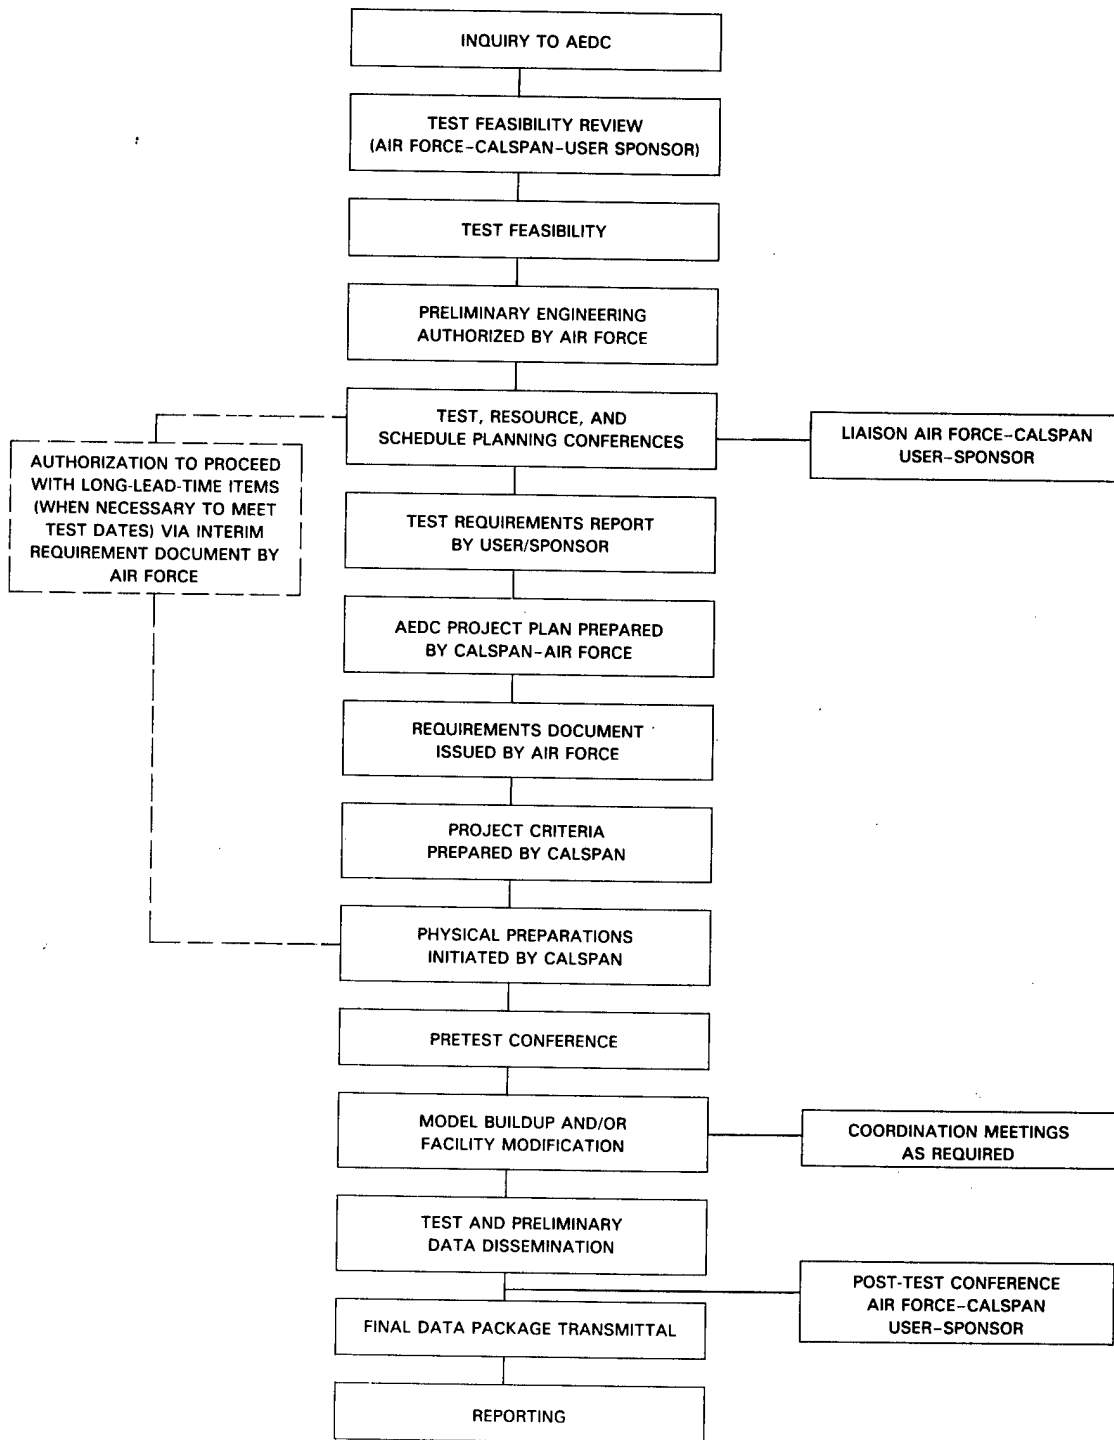 INQUIRY TO AEDC
TEST FEASIBILITY REVIEW
(AIR FORCE-CALSPAN-USER SPONSOR)
TEST FEASIBILITY
PRELIMINARY ENGINEERING
AUTHORIZED BY AIR FORCE
TEST, RESOURCE, AND
SCHEDULE PLANNING CONFERENCES
LIAISON AIR FORCE-CALSPAN
USER-SPONSOR
AUTHORIZATION TO PROCEED
WITH LONG-LEAD-TIME ITEMS
(WHEN NECESSARY TO MEET
TEST DATES) VIA INTERIM
REQUIREMENT DOCUMENT BY
AIR FORCE
TEST REQUIREMENTS REPORT
BY USER/SPONSOR
AEDC PROJECT PLAN PREPARED
BY CALSPAN-AIR FORCE
REQUIREMENTS DOCUMENT
ISSUED BY AIR FORCE
PROJECT CRITERIA
PREPARED BY CALSPAN
PHYSICAL PREPARATIONS
INITIATED BY CALSPAN
PRETEST CONFERENCE
MODEL BUILDUP AND/OR
FACILITY MODIFICATION
COORDINATION MEETINGS
AS REQUIRED
TEST AND PRELIMINARY
DATA DISSEMINATION
POST-TEST CONFERENCE
AIR FORCE-CALSPAN
USER-SPONSOR
FINAL DATA PACKAGE TRANSMITTAL
REPORTING